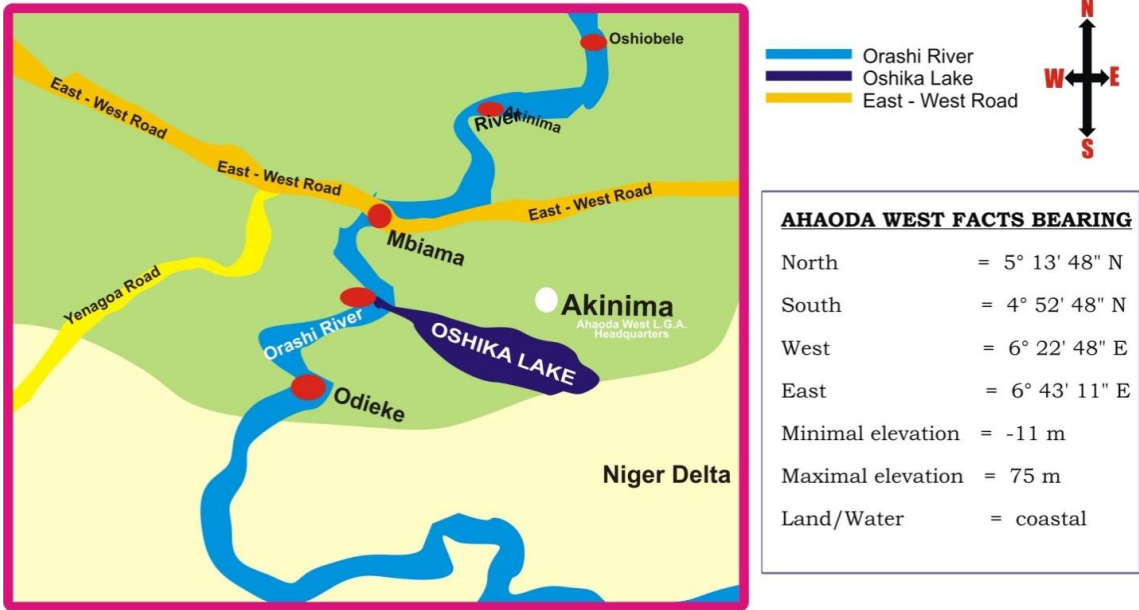 Oshiobele
Akinima
River
East - West Road
East - West Road
East - West Road
Mbiama
Yenagoa Road
Akinima
Ahaoda West L.G.A.
Headquarters
Orashi River
OSHIKA LAKE
Odieke
Niger Delta
Orashi River
Oshika Lake
East - West Road
N
W E
S
AHAODA WEST FACTS BEARING
North = 5° 13' 48" N
South = 4° 52' 48" N
West = 6° 22' 48" E
East = 6° 43' 11" E
Minimal elevation = -11 m
Maximal elevation = 75 m
Land/Water = coastal